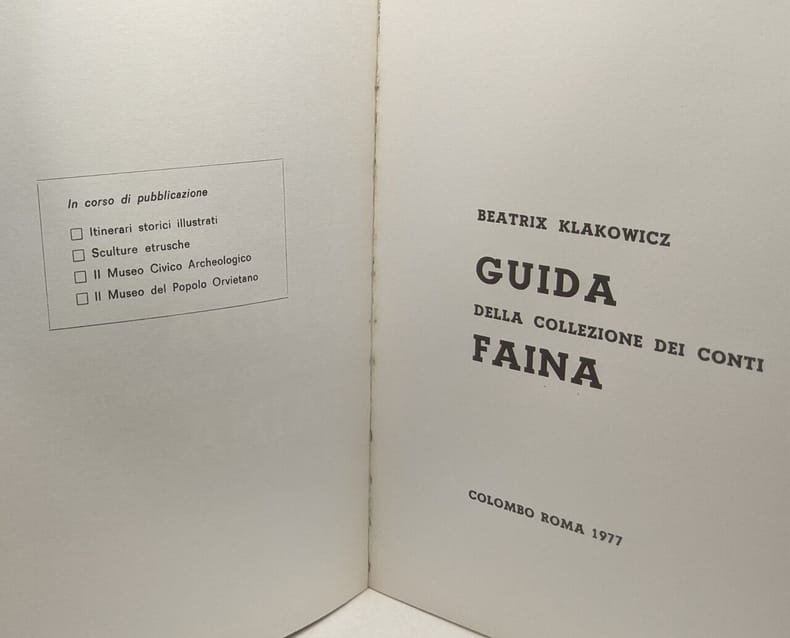 In corso di pubblicazione
Itinerari storici illustrati
Sculture etrusche
Il Museo Civico Archeologico
Il Museo del Popolo Orvietano
BEATRIX KLAKOWICZ
GUIDA
DELLA COLLEZIONE DEI CONTI
FAINA
COLOMBO ROMA 1977